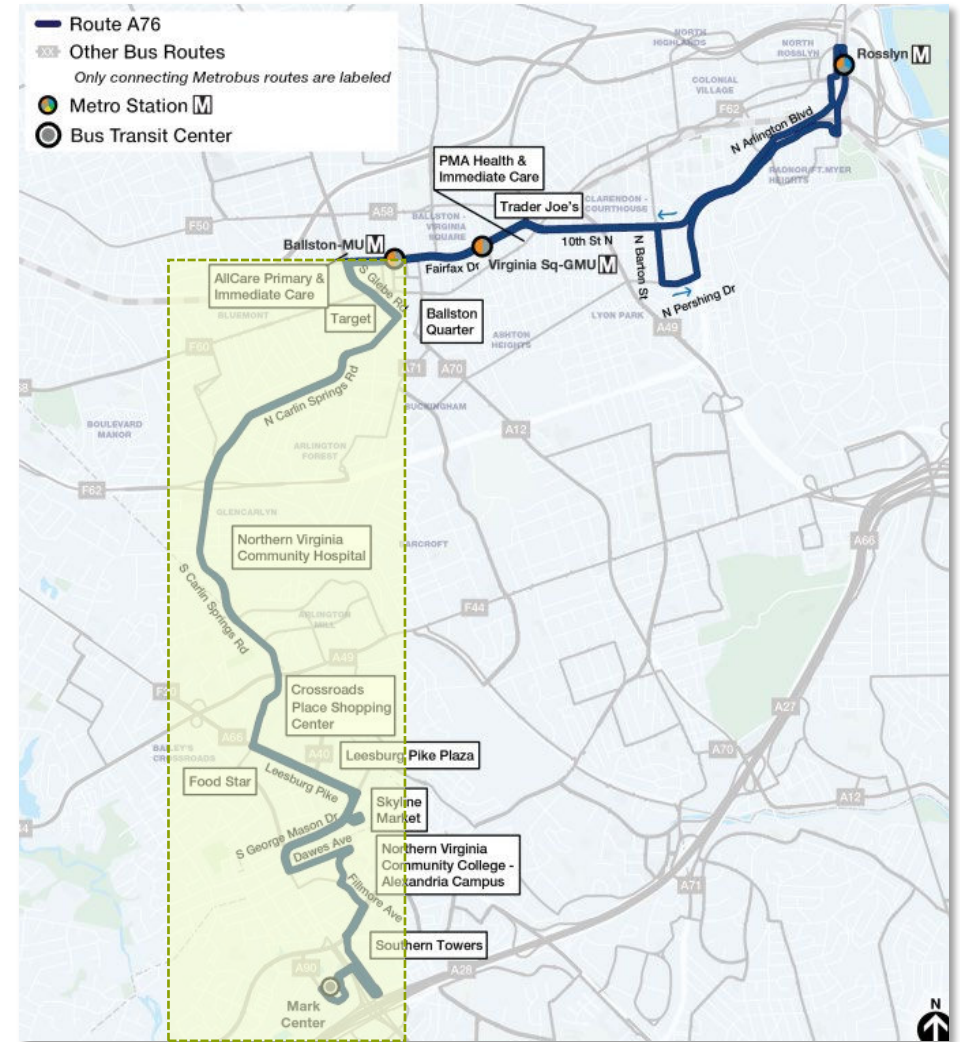 Route A76
XX Other Bus Routes
Only connecting Metrobus routes are labeled
Metro Station M
Bus Transit Center
NORTH
HIGHLANDS
NORTH
ROSSLYN
Rosslyn M
COLONIAL
VILLAGE
F62
N Arlington Blvd
RADNOR/FT.MYER
HEIGHTS
PMA Health &
Immediate Care
Trader Joe's
CLARENDON -
COURTHOUSE
A58
F50
BALLSTON -
VIRGINIA
SQUARE
10th St N
N Barton St
Ballston-MU M
Fairfax Dr
Virginia Sq-GMU M
N Pershing Dr
AllCare Primary &
Immediate Care
S Glebe Rd
BLUEMONT
Target
Ballston
Quarter
LYON PARK
A49
ASHTON
HEIGHTS
F60
A71
A70
N Carlin Springs Rd
BUCKINGHAM
BOULEVARD
MANOR
A12
ARLINGTON
FOREST
F62
GLENCARLYN
Northern Virginia
Community Hospital
BARCROFT
A66
S Carlin Springs Rd
ARLINGTON
MILL
F44
A49
Crossroads
Place Shopping
Center
A27
A66
BAILEY'S
CROSSROADS
A40
Leesburg Pike Plaza
A70
Food Star
Leesburg Pike
Skyline
Market
A12
S George Mason Dr
Dawes Ave
Northern Virginia
Community College -
Alexandria Campus
A71
Fillmore Ave
Southern Towers
A90
A28
Mark
Center
N